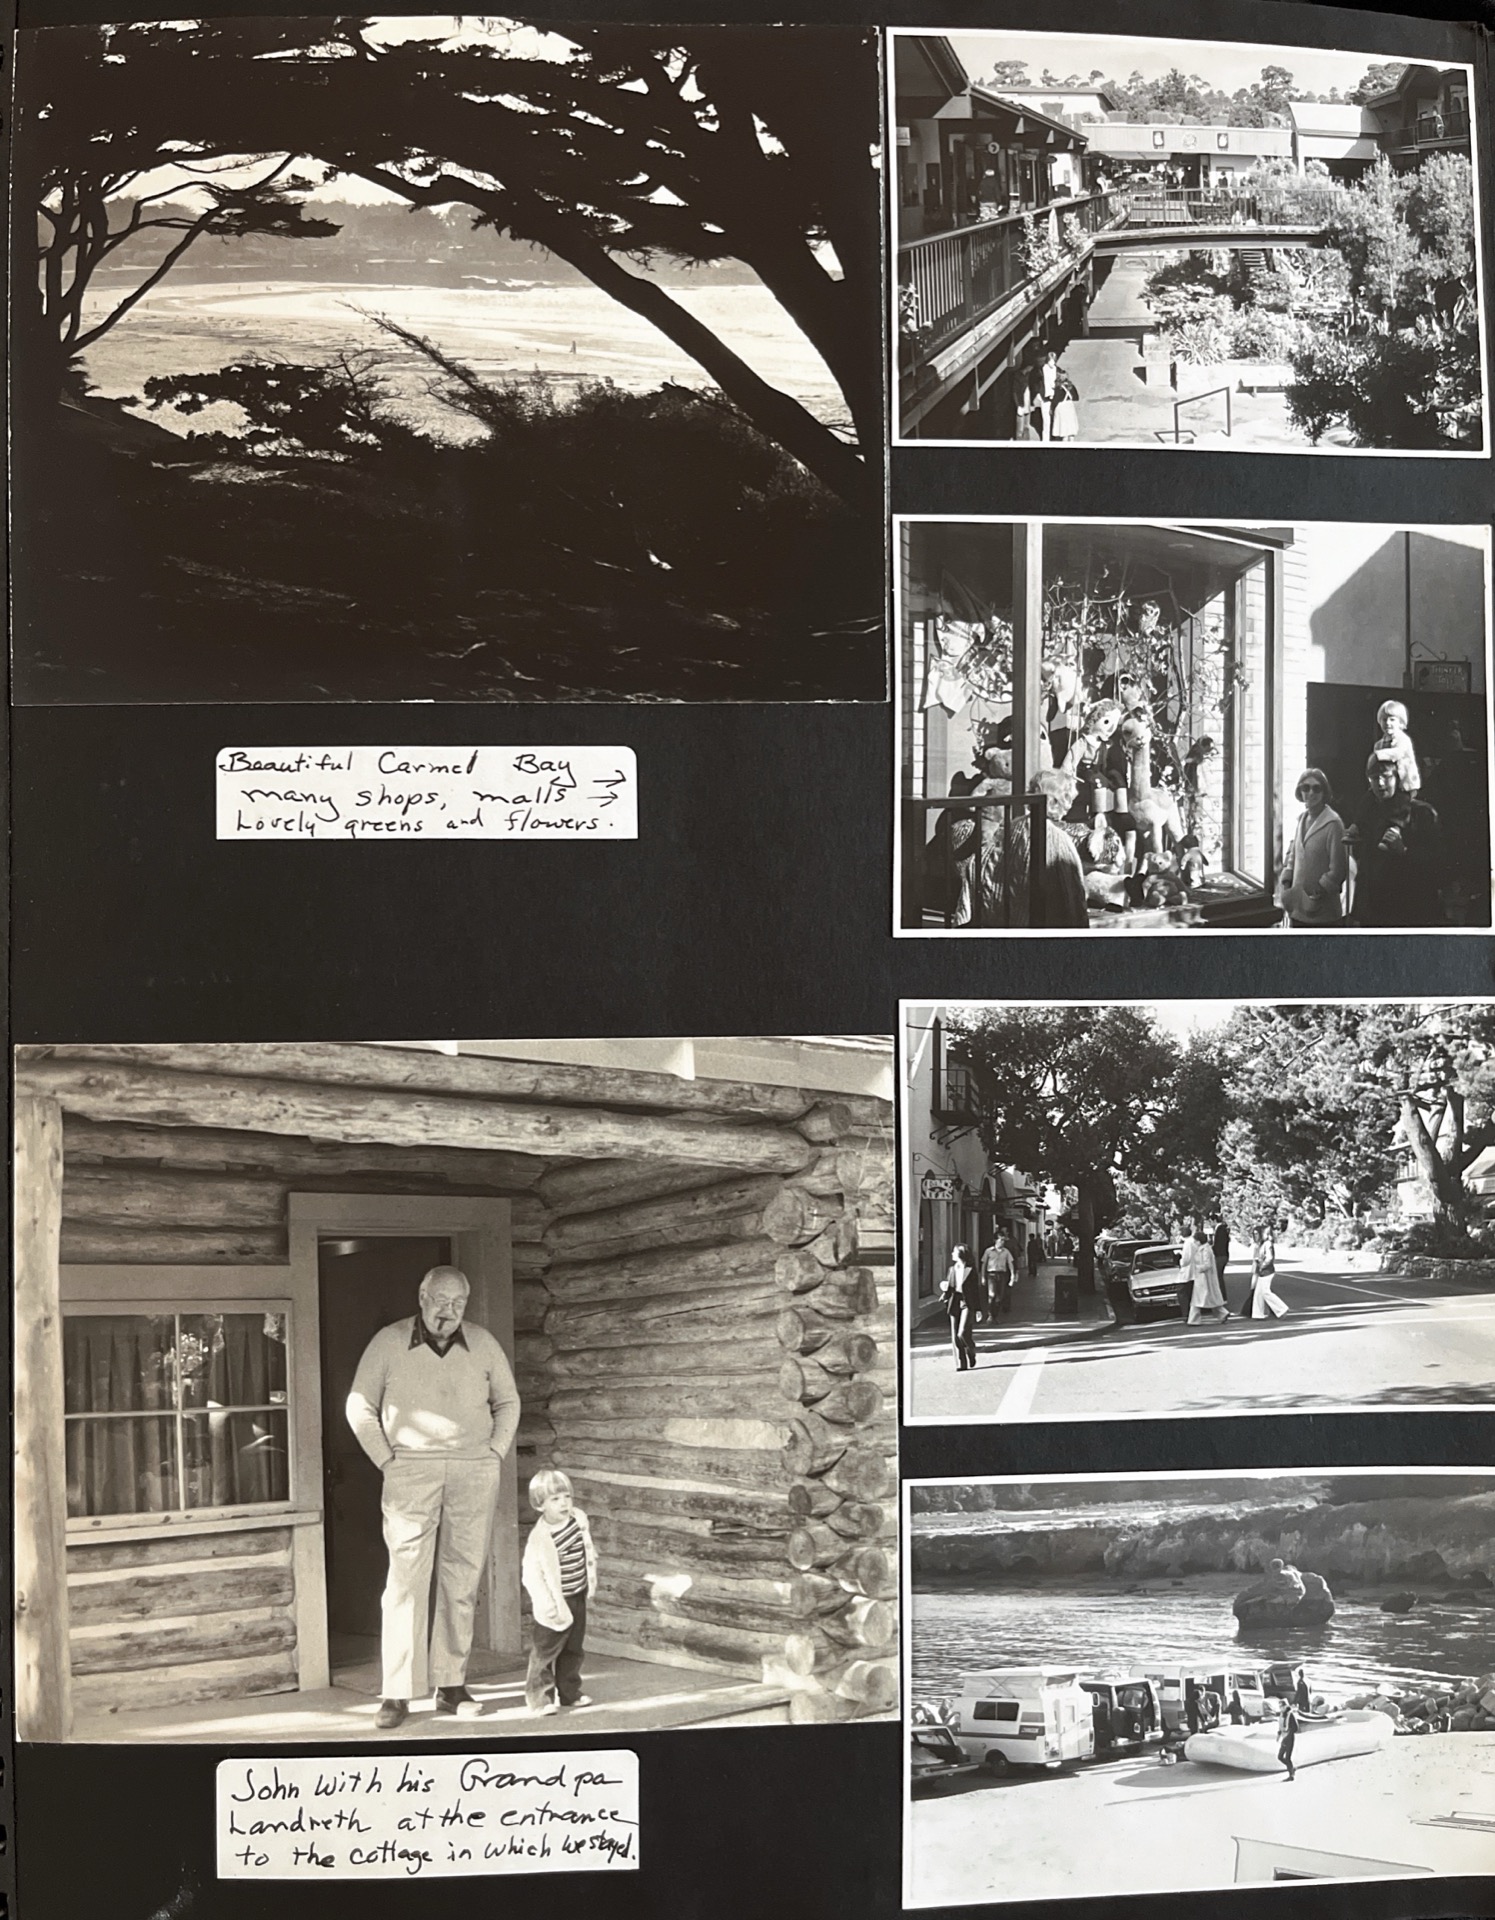 Beautiful Carmel Bay →
many shops, malls →
Lovely greens and flowers.
John with his Grandpa
Landreth at the entrance
to the cottage in which we stayed.